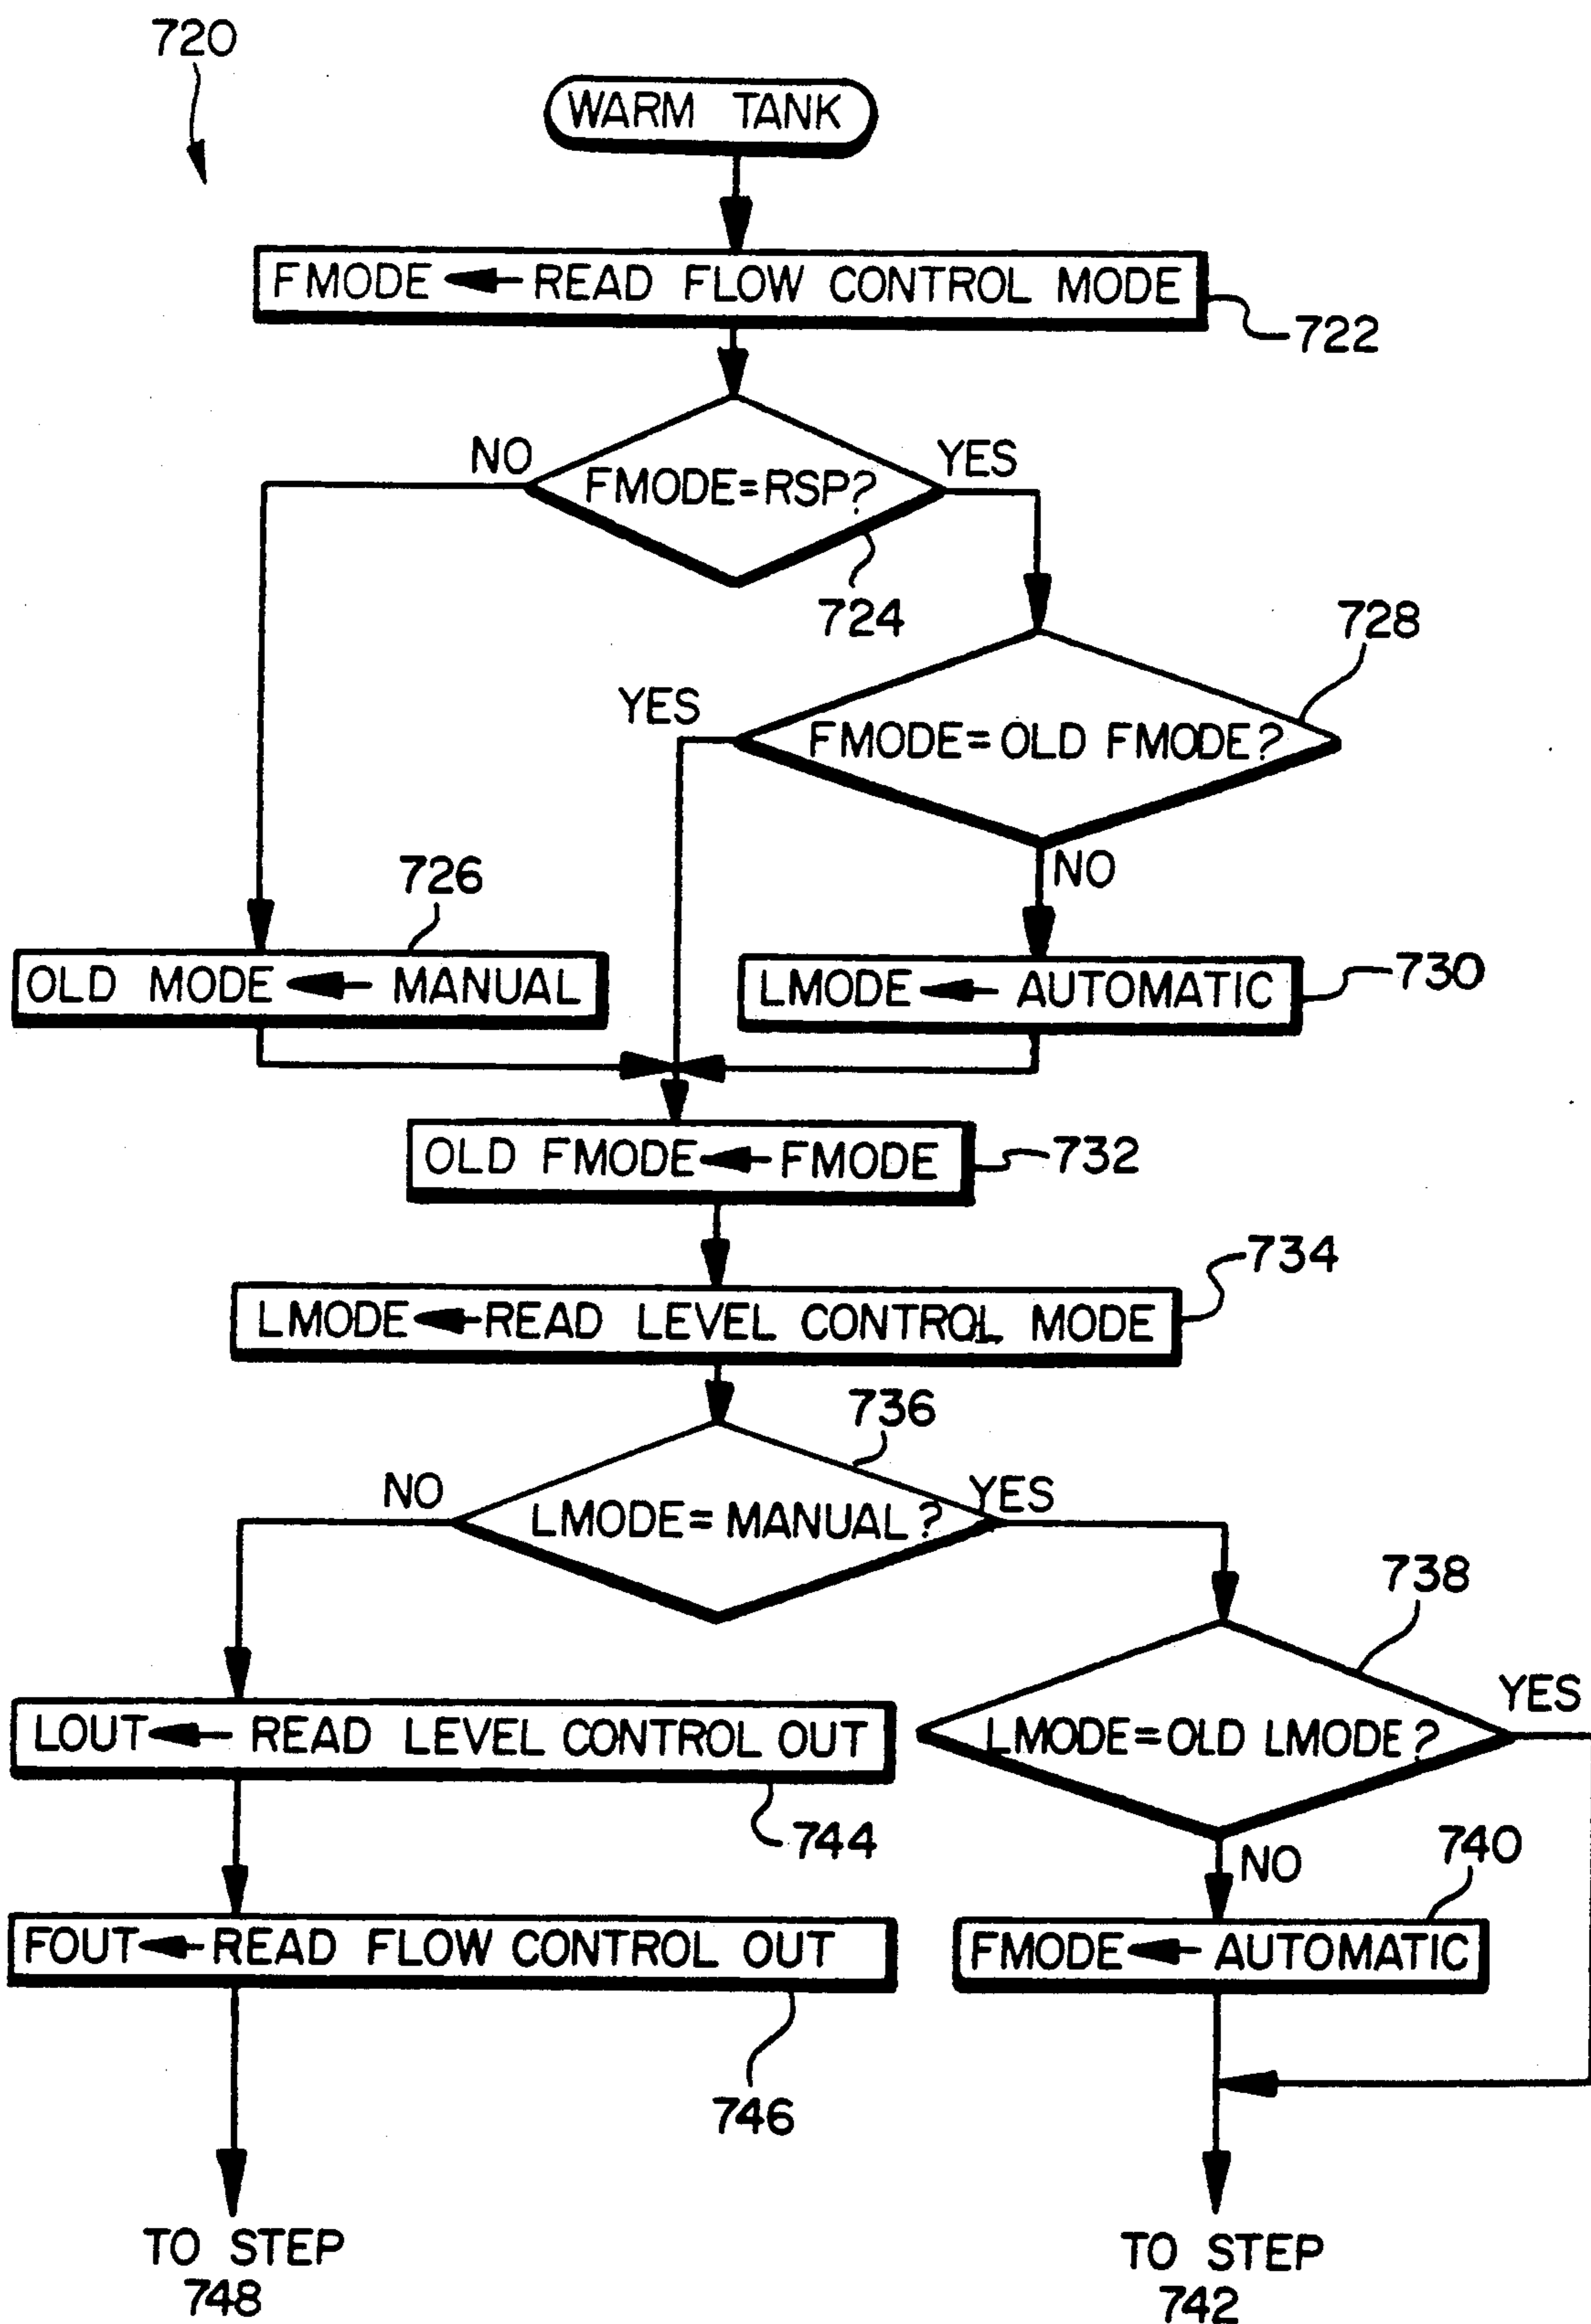 720
WARM TANK
FMODE ← READ FLOW CONTROL MODE
722
NO
FMODE=RSP?
YES
724
728
YES
FMODE=OLD FMODE?
NO
726
OLD MODE ← MANUAL
LMODE ← AUTOMATIC
730
OLD FMODE ← FMODE
732
734
LMODE ← READ LEVEL CONTROL MODE
736
NO
LMODE=MANUAL?
YES
738
YES
LOUT ← READ LEVEL CONTROL OUT
LMODE=OLD LMODE?
744
NO
740
FOUT ← READ FLOW CONTROL OUT
FMODE ← AUTOMATIC
746
TO STEP
748
TO STEP
742